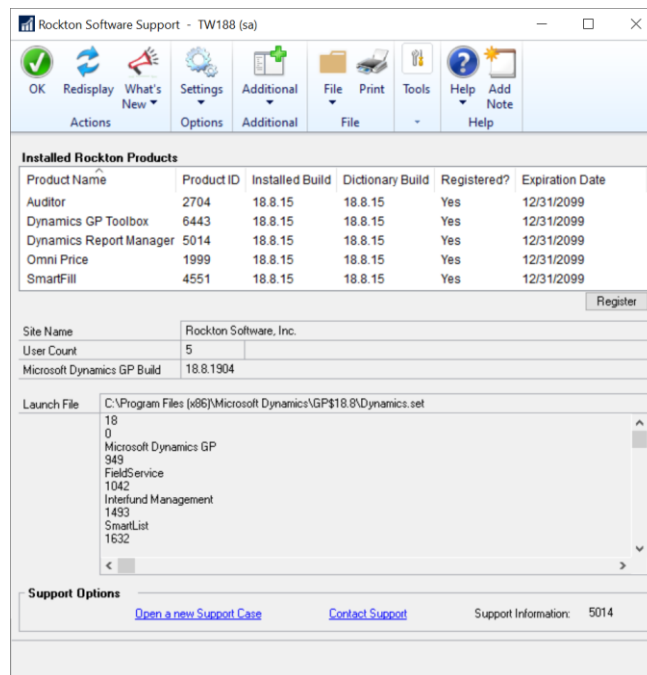 Rockton Software Support - TW188 (sa)
OK Redisplay What's New Settings Additional File Print Tools Help Add Note
Actions Options Additional File Help
Installed Rockton Products
Product Name Product ID Installed Build Dictionary Build Registered? Expiration Date
Auditor 2704 18.8.15 18.8.15 Yes 12/31/2099
Dynamics GP Toolbox 6443 18.8.15 18.8.15 Yes 12/31/2099
Dynamics Report Manager 5014 18.8.15 18.8.15 Yes 12/31/2099
Omni Price 1999 18.8.15 18.8.15 Yes 12/31/2099
SmartFill 4551 18.8.15 18.8.15 Yes 12/31/2099
Register
Site Name Rockton Software, Inc.
User Count 5
Microsoft Dynamics GP Build 18.8.1904
Launch File C:\Program Files (x86)\Microsoft Dynamics\GP$18.8\Dynamics.set
18
0
Microsoft Dynamics GP
949
FieldService
1042
Interfund Management
1493
SmartList
1632
Support Options
Open a new Support Case Contact Support Support Information: 5014